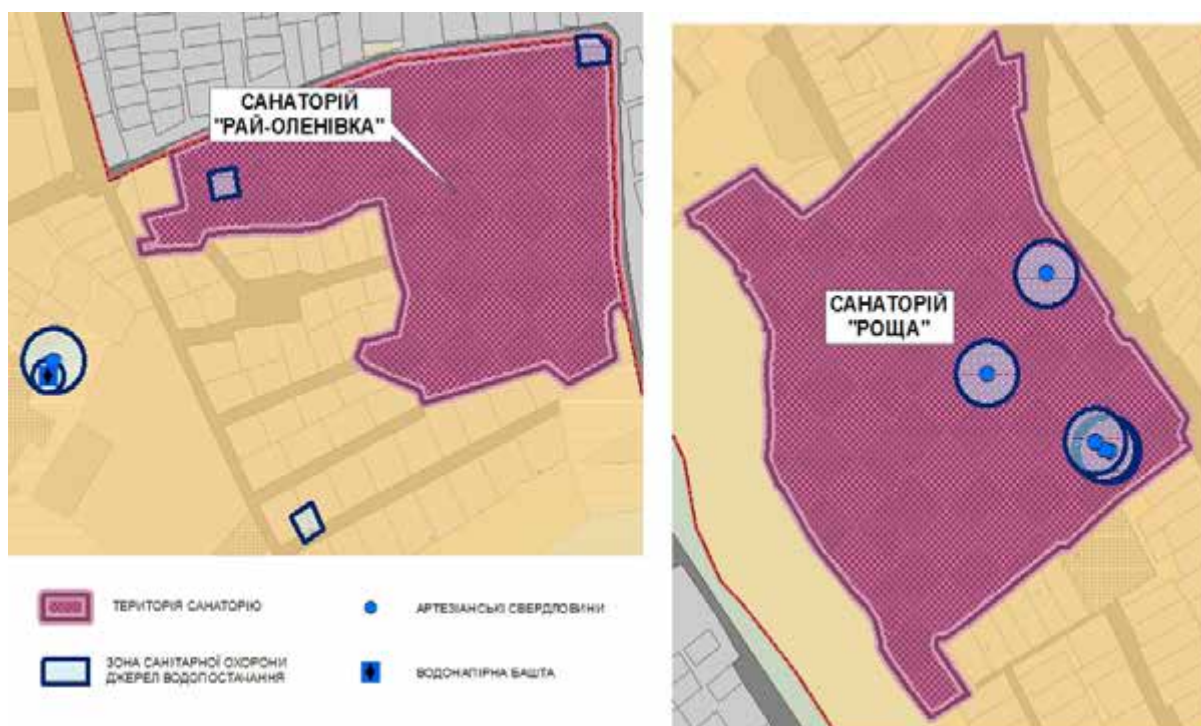 САНАТОРІЙ
"РАЙ-ОЛЕНІВКА"
САНАТОРІЙ
"РОЩА"
ТЕРИТОРІЯ САНАТОРІЮ
АРТЕЗІАНСЬКІ СВЕРДЛОВИНИ
ЗОНА САНІТАРНОЇ ОХОРОНИ
ДЖЕРЕЛ ВОДОПОСТАЧАННЯ
ВОДОНАПІРНА БАШТА